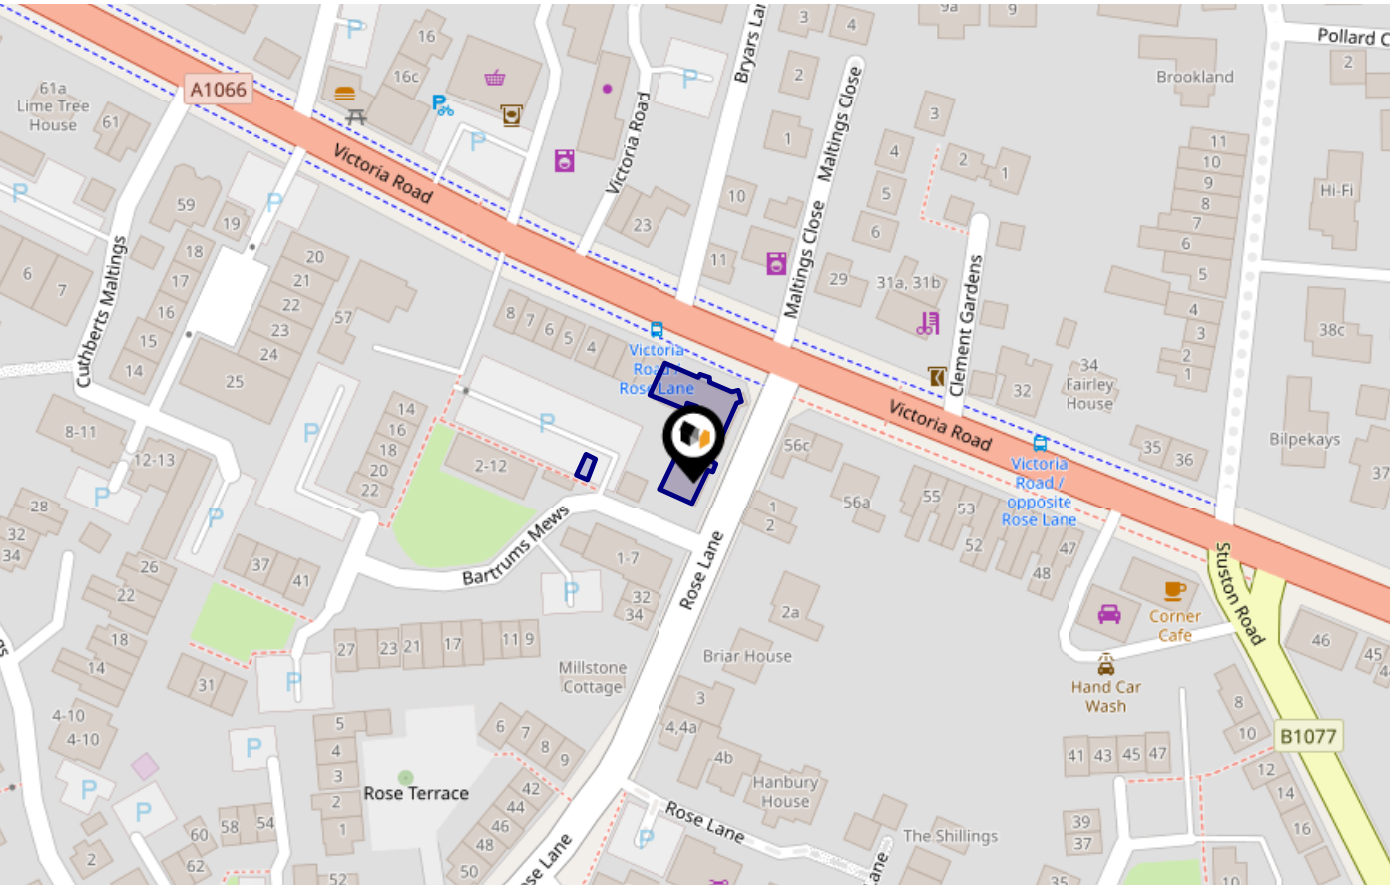 3
4
9a
9
Pollard C
16
16c
Bryars La
2
Brookland
2
61a
Lime Tree
House
A1066
61
Victoria Road
Victoria Road
1
Maltings Close
3
4
2
1
5
6
11
10
9
8
7
6
5
4
3
2
1
Hi-Fi
59
19
23
10
11
Maltings Close
29
31a, 31b
Clement Gardens
38c
6
7
Cuthberts Maltings
18
17
16
15
14
20
21
22
23
24
25
57
8
7
6
5
4
Victoria
Road /
Rose Lane
34
Fairley
House
32
Victoria Road
8-11
12-13
14
16
18
20
22
2-12
56c
56a
55
53
52
48
47
35
36
Victoria
Road /
opposite
Rose Lane
Bilpekays
37
28
32
34
26
22
37
41
Bartrums Mews
1-7
32
34
1
2
Rose Lane
2a
Stuston Road
Corner
Cafe
46
45
18
14
31
27
23
21
17
11
9
Millstone
Cottage
Briar House
Hand Car
Wash
4-10
4-10
5
4
3
2
1
6
7
8
9
3
4,4a
4b
Hanbury
House
8
10
B1077
41
43
45
47
12
14
16
Rose Terrace
42
44
46
48
50
Rose Lane
The Shillings
39
37
60
58
54
62
2
52
se Lane
Lane
35
10
P